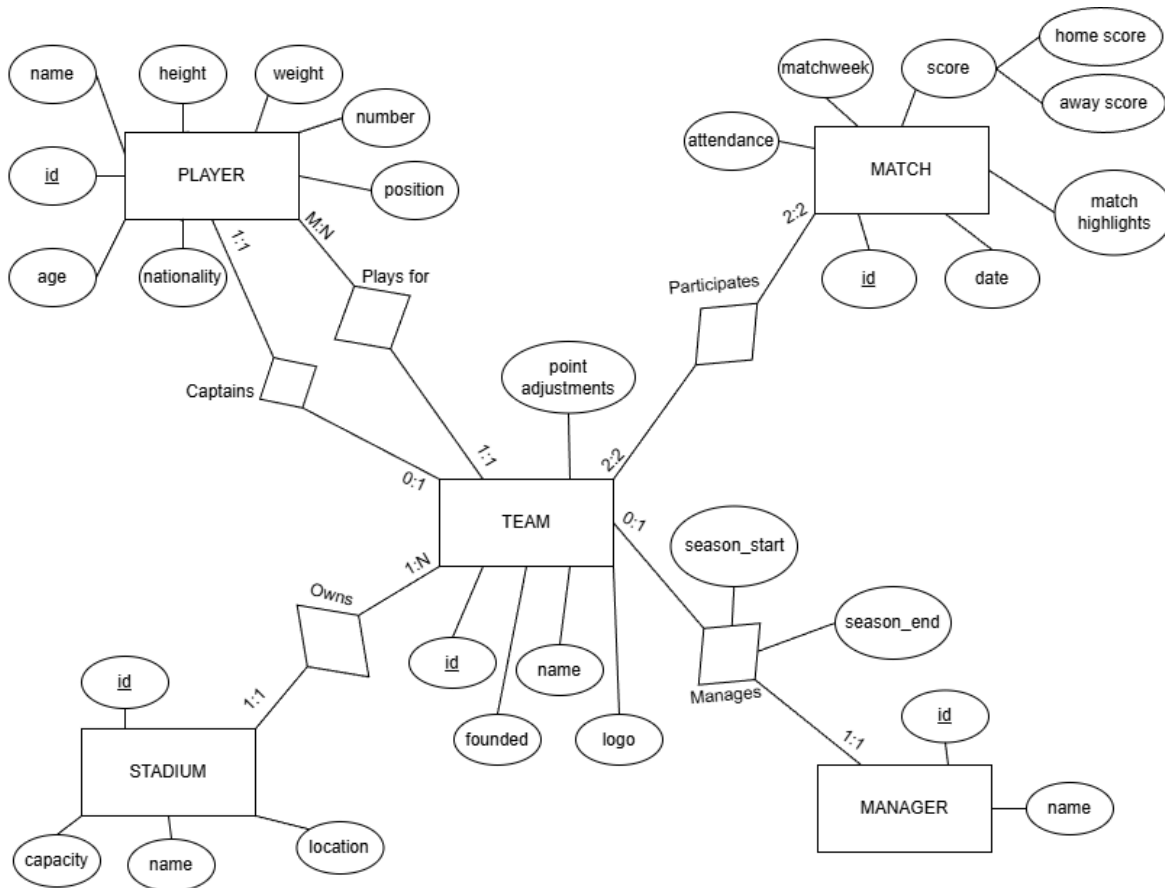 home score
name
height
weight
matchweek
score
away score
number
attendance
id
PLAYER
position
MATCH
match
highlights
age
nationality
1:1
M:N
Plays for
2:2
Participates
id
date
Captains
point
adjustments
0:1
1:1
2:2
TEAM
0:1
season_start
1:N
Owns
season_end
id
name
Manages
id
1:1
founded
logo
1:1
id
STADIUM
MANAGER
name
capacity
name
location